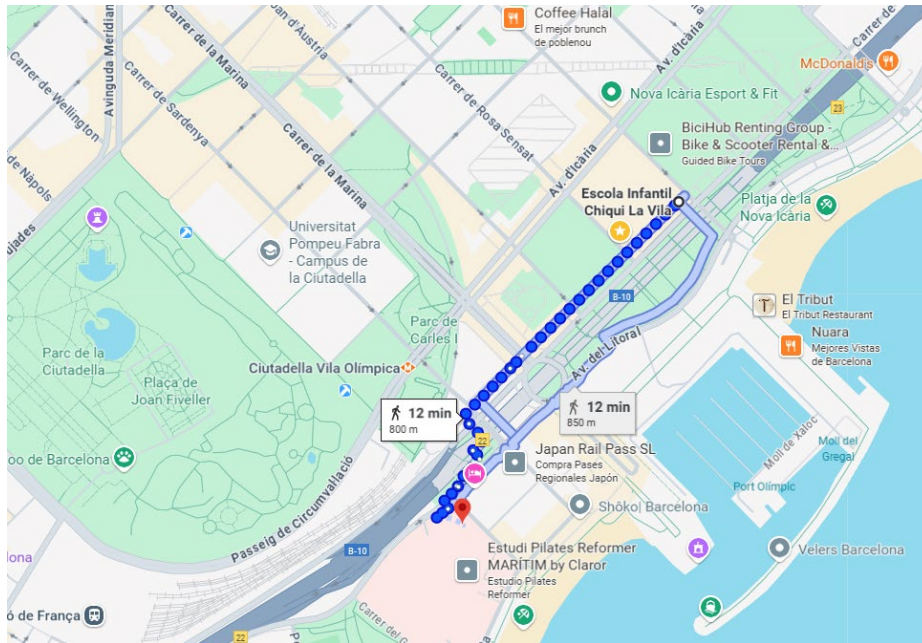 Coffee Halal
El mejor brunch
de poblenou
Carrer de
Avinguda Meridiana
Carrer de la Marina
Av. d'Icària
McDonald's
Nova Icària Esport & Fit
23
Carrer de Wellington
Carrer de Sardenya
Carrer de Rosa Sensat
BiciHub Renting Group -
Bike & Scooter Rental &...
Guided Bike Tours
de Nàpols
Carrer de la Marina
Av. d'Icària
Escola Infantil
Chiqui La Vila
Platja de la
Nova Icària
Universitat
Pompeu Fabra
- Campus de
la Ciutadella
B-10
El Tribut
El Tribut Restaurant
Parc de
Carles I
Nuara
Mejores Vistas
de Barcelona
Parc de la
Ciutadella
Plaça de
Joan Fiveller
Ciutadella Vila Olímpica
Av. del Litoral
12 min
800 m
12 min
850 m
22
Japan Rail Pass SL
Compra Pases
Regionales Japón
Moll de Xaloc
Moll del
Gregal
Port Olímpic
oo de Barcelona
Passeig de Circumval·lació
Shôko| Barcelona
B-10
Estudi Pilates Reformer
MARÍTIM by Claror
Estudio Pilates
Reformer
Velers Barcelona
lona
ó de França
22